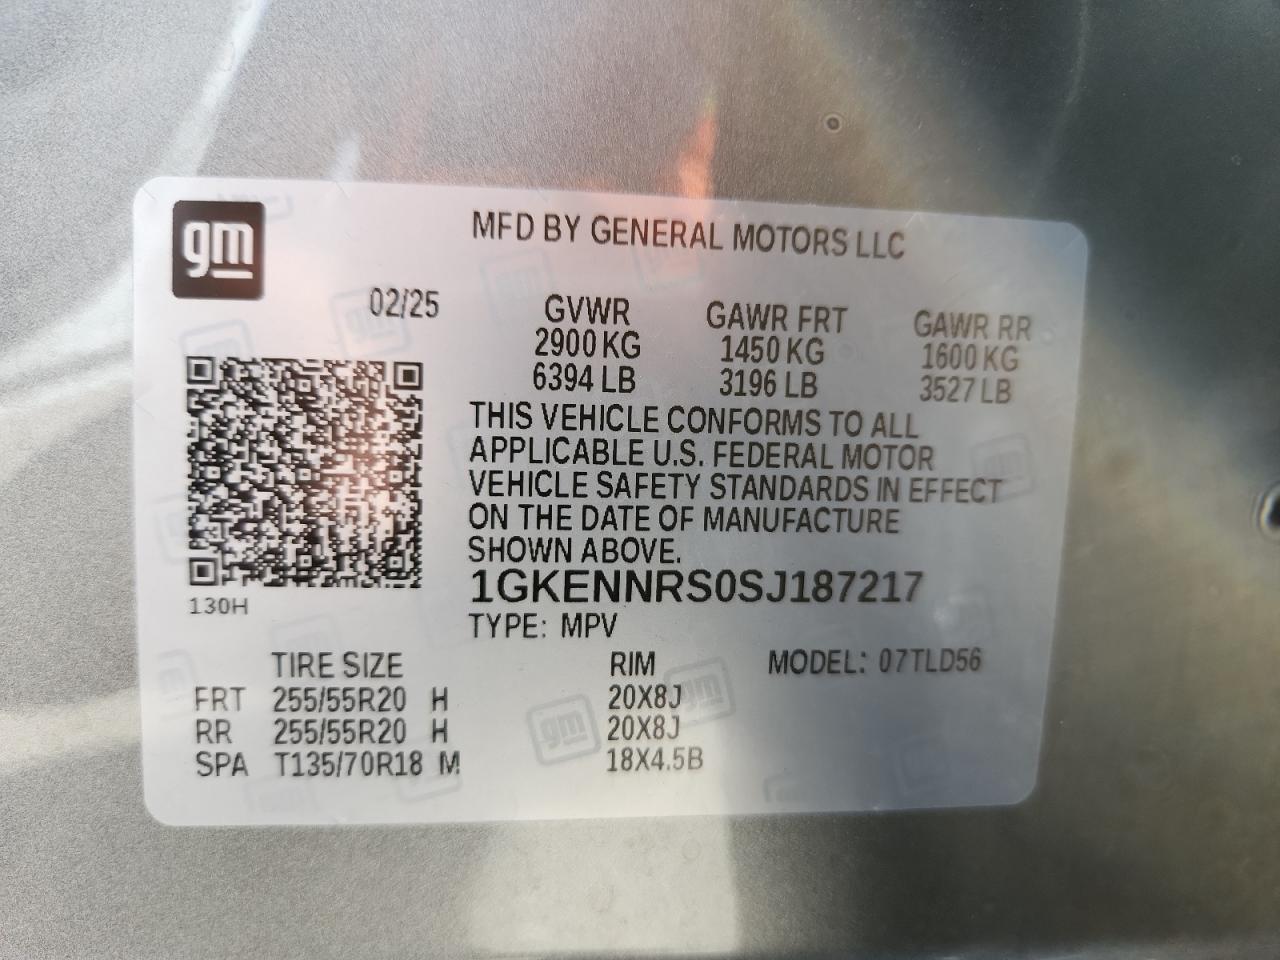 gm
MFD BY GENERAL MOTORS LLC
02/25
GVWR GAWR FRT GAWR RR
2900 KG 1450 KG 1600 KG
6394 LB 3196 LB 3527 LB
THIS VEHICLE CONFORMS TO ALL
APPLICABLE U.S. FEDERAL MOTOR
VEHICLE SAFETY STANDARDS IN EFFECT
ON THE DATE OF MANUFACTURE
SHOWN ABOVE.
1GKENNRS0SJ187217
130H
TYPE: MPV
TIRE SIZE RIM MODEL: 07TLD56
FRT 255/55R20 H 20X8J
RR 255/55R20 H 20X8J
SPA T135/70R18 M 18X4.5B